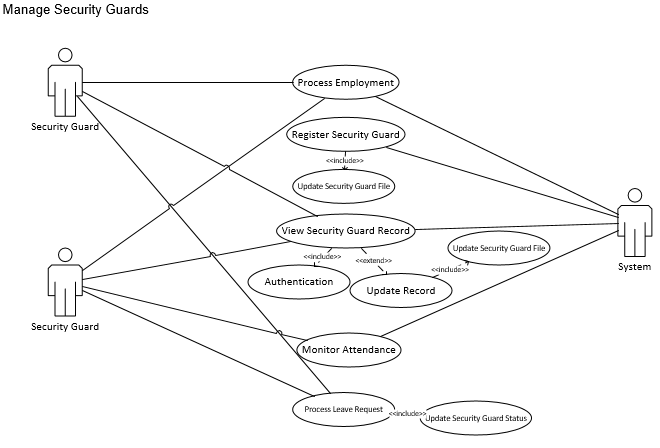 Manage Security Guards
Process Employment
Security Guard
Register Security Guard
<<include>>
Update Security Guard File
View Security Guard Record
Update Security Guard File
<<include>>
<<extend>>
<<include>>
System
Authentication
Update Record
Security Guard
Monitor Attendance
Process Leave Request
<<include>>
Update Security Guard Status